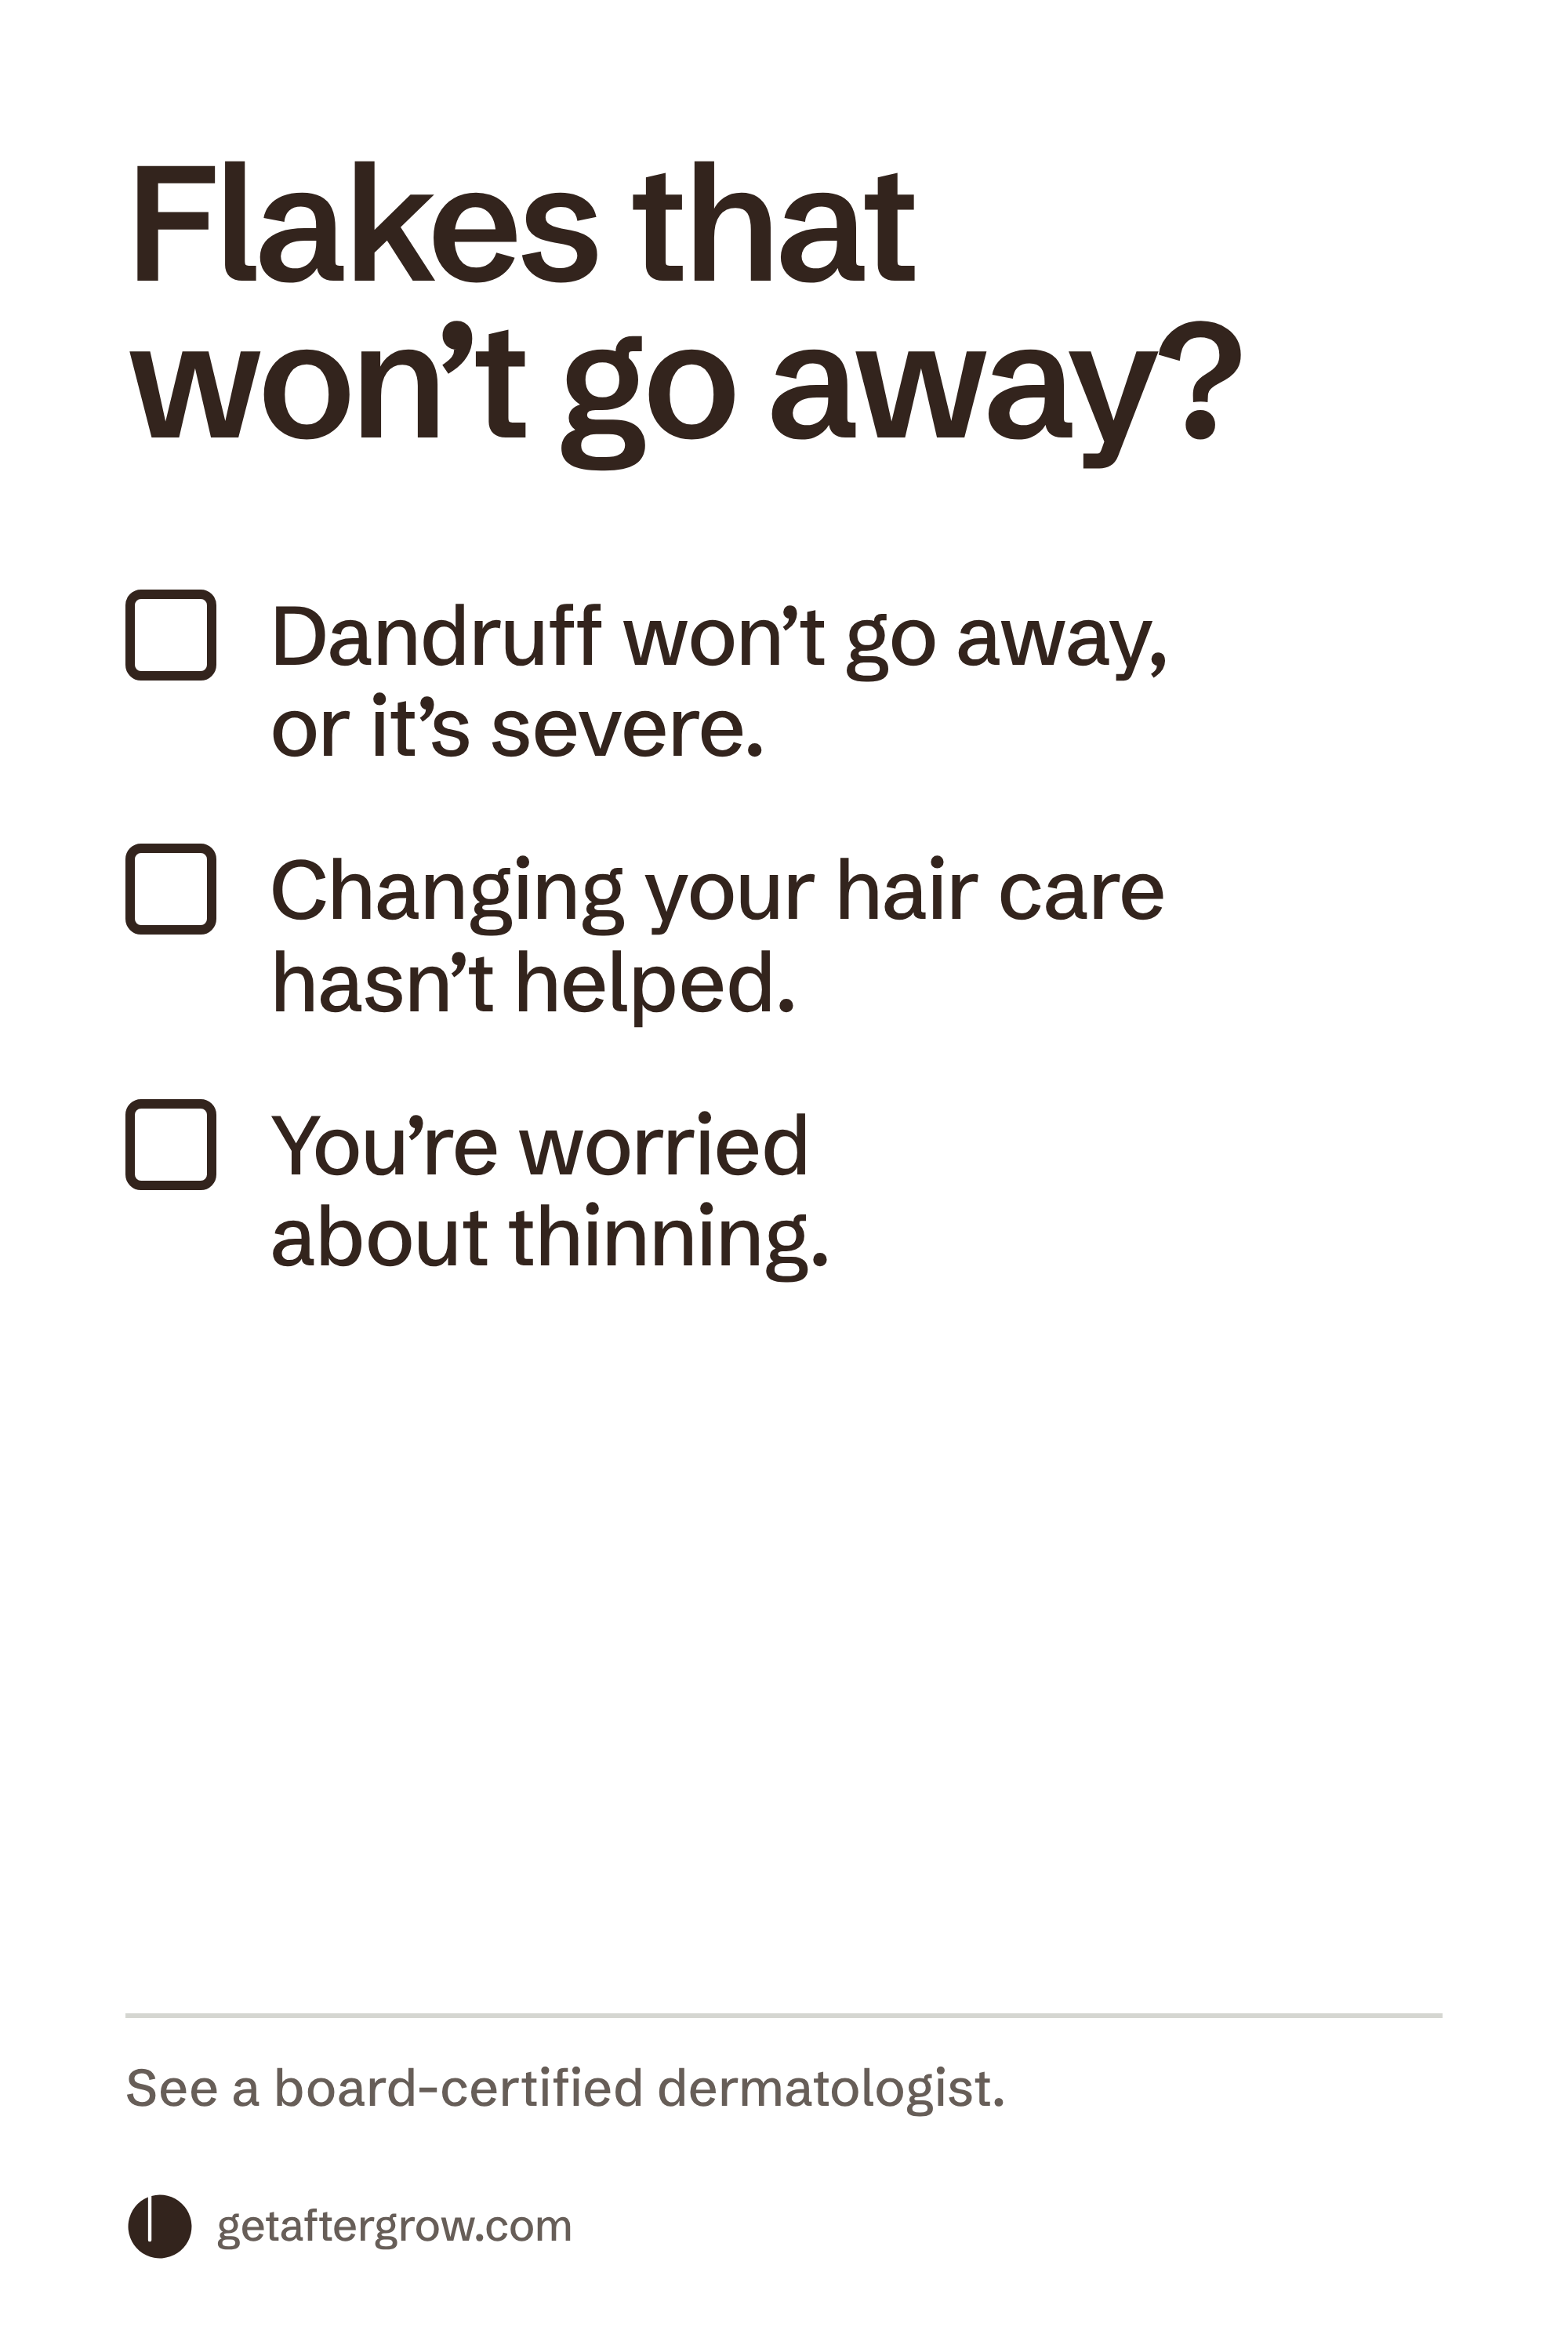 Flakes that
won’t go away?
Dandruff won’t go away,
or it’s severe.
Changing your hair care
hasn’t helped.
You’re worried
about thinning.
See a board-certified dermatologist.
getaftergrow.com